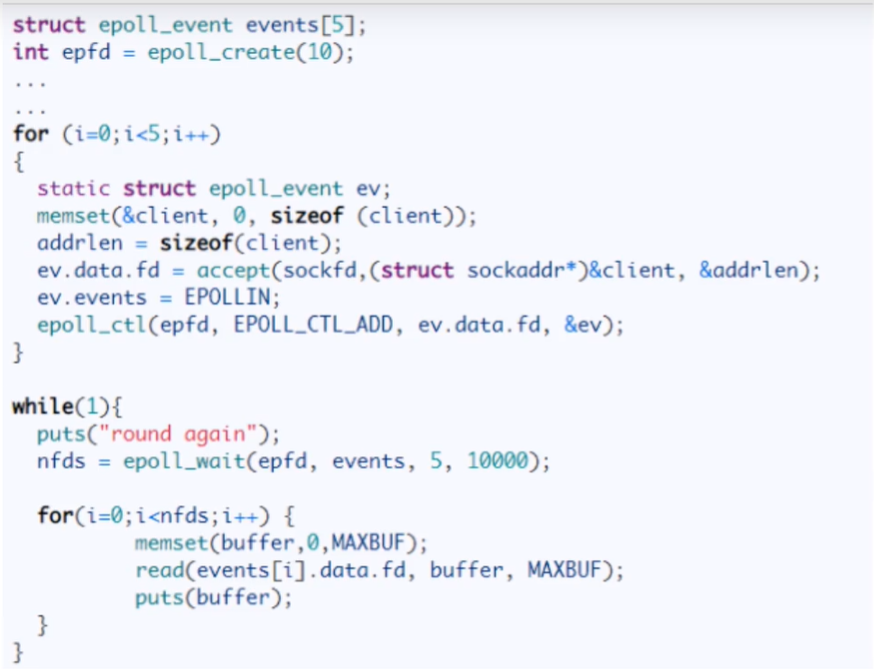 struct epoll_event events[5];
int epfd = epoll_create(10);
...
...
for (i=0;i<5;i++)
{
  static struct epoll_event ev;
  memset(&client, 0, sizeof (client));
  addrlen = sizeof(client);
  ev.data.fd = accept(sockfd,(struct sockaddr*)&client, &addrlen);
  ev.events = EPOLLIN;
  epoll_ctl(epfd, EPOLL_CTL_ADD, ev.data.fd, &ev);
}

while(1){
  puts("round again");
  nfds = epoll_wait(epfd, events, 5, 10000);

  for(i=0;i<nfds;i++) {
          memset(buffer,0,MAXBUF);
          read(events[i].data.fd, buffer, MAXBUF);
          puts(buffer);
  }
}